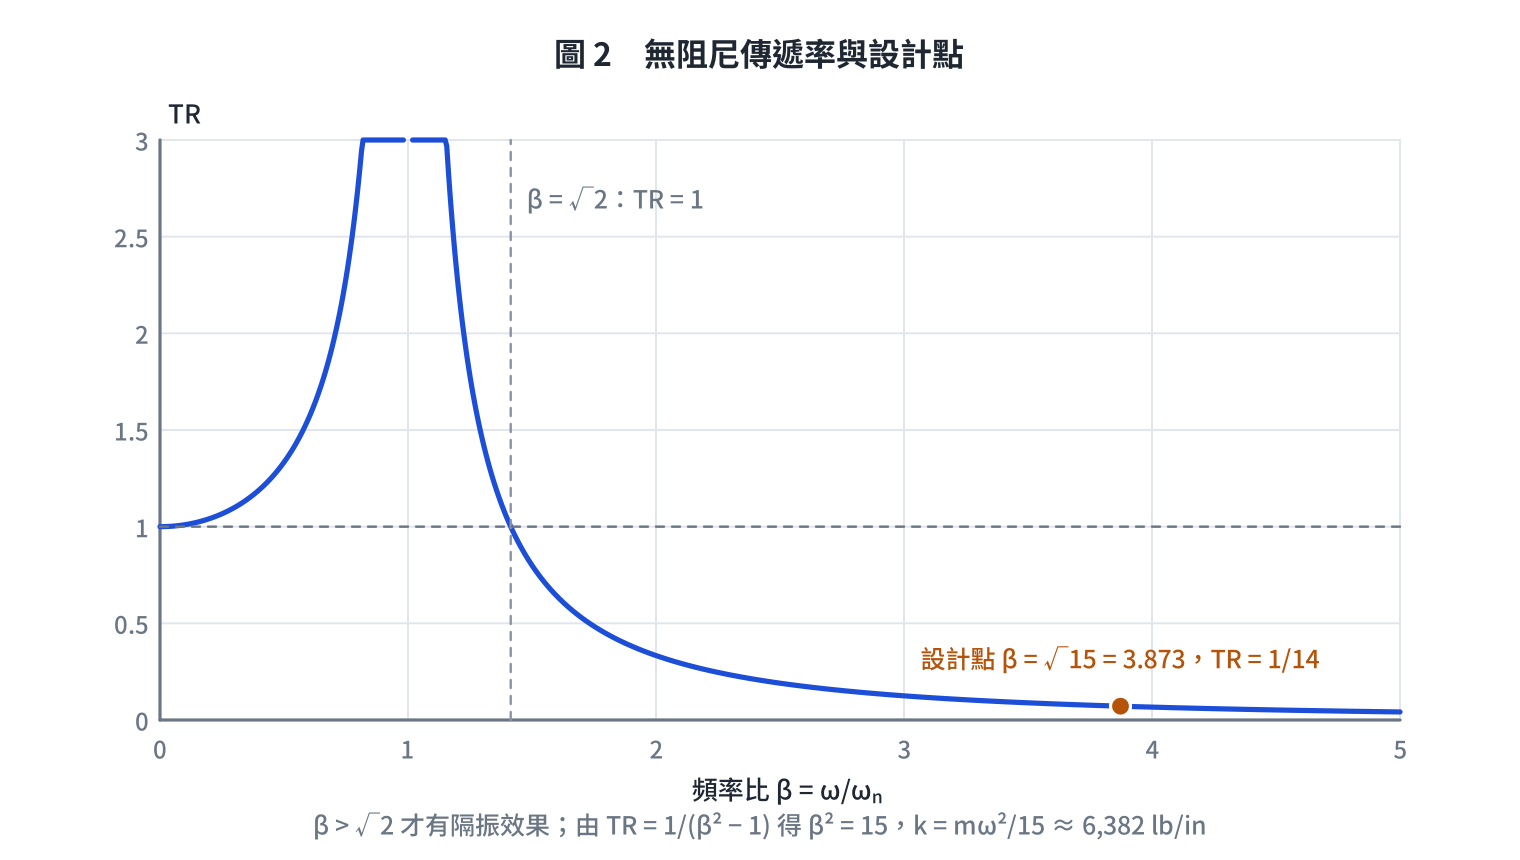 圖 2　無阻尼傳遞率與設計點
TR
3
2.5
2
1.5
1
0.5
0
β = √2：TR = 1
設計點 β = √15 = 3.873，TR = 1/14
0 1 2 3 4 5
頻率比 β = ω/ωₙ
β > √2 才有隔振效果；由 TR = 1/(β² − 1) 得 β² = 15，k = mω²/15 ≈ 6,382 lb/in